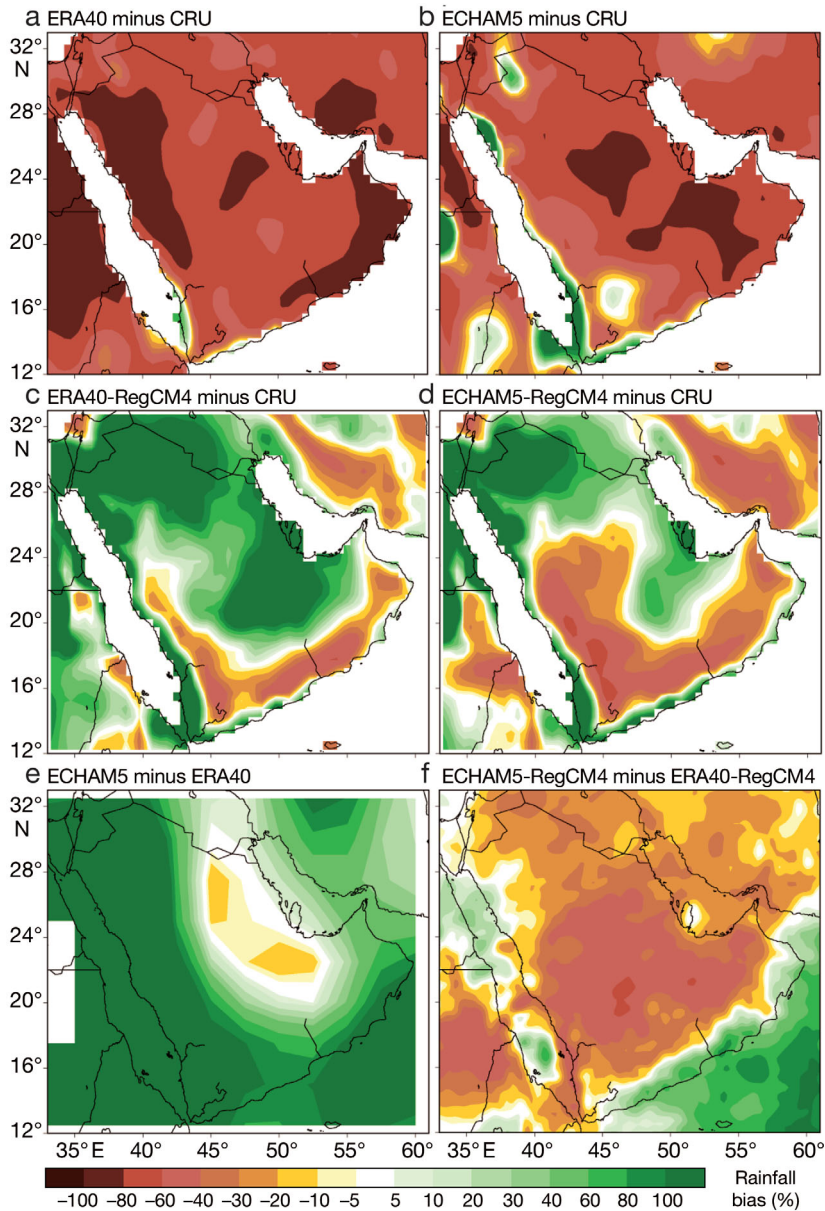 a ERA40 minus CRU
b ECHAM5 minus CRU
32°
N
28°
24°
20°
16°
12°
c ERA40-RegCM4 minus CRU
d ECHAM5-RegCM4 minus CRU
32°
N
28°
24°
20°
16°
12°
e ECHAM5 minus ERA40
f ECHAM5-RegCM4 minus ERA40-RegCM4
32°
N
28°
24°
20°
16°
12°
35° E 40° 45° 50° 55° 60° 35° E 40° 45° 50° 55° 60°
–100 –80 –60 –40 –30 –20 –10 –5 5 10 20 30 40 60 80 100
Rainfall
bias (%)